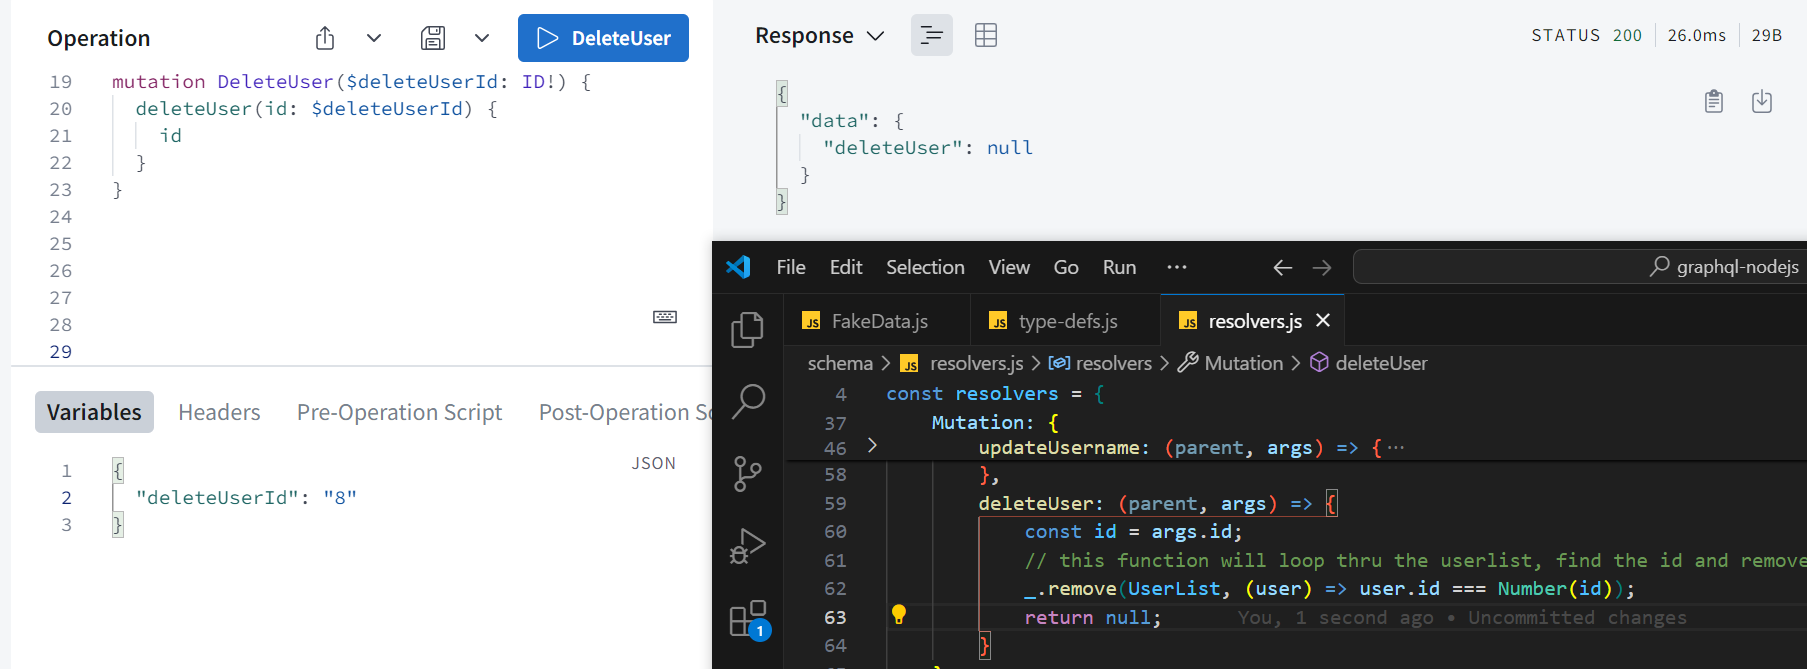 Operation
DeleteUser
19 mutation DeleteUser($deleteUserId: ID!) {
20 deleteUser(id: $deleteUserId) {
21 id
22 }
23 }
24
25
26
27
28
29
Variables Headers Pre-Operation Script Post-Operation Sc
JSON
1 {
2 "deleteUserId": "8"
3 }
Response
STATUS 200 26.0ms 29B
{
"data": {
"deleteUser": null
}
}
File Edit Selection View Go Run ··· graphql-nodejs
JS FakeData.js JS type-defs.js JS resolvers.js
schema > JS resolvers.js > resolvers > Mutation > deleteUser
4 const resolvers = {
37 Mutation: {
46 updateUsername: (parent, args) => {···
58 },
59 deleteUser: (parent, args) => {
60 const id = args.id;
61 // this function will loop thru the userlist, find the id and remove
62 _.remove(UserList, (user) => user.id === Number(id));
63 return null; You, 1 second ago • Uncommitted changes
64 }
1